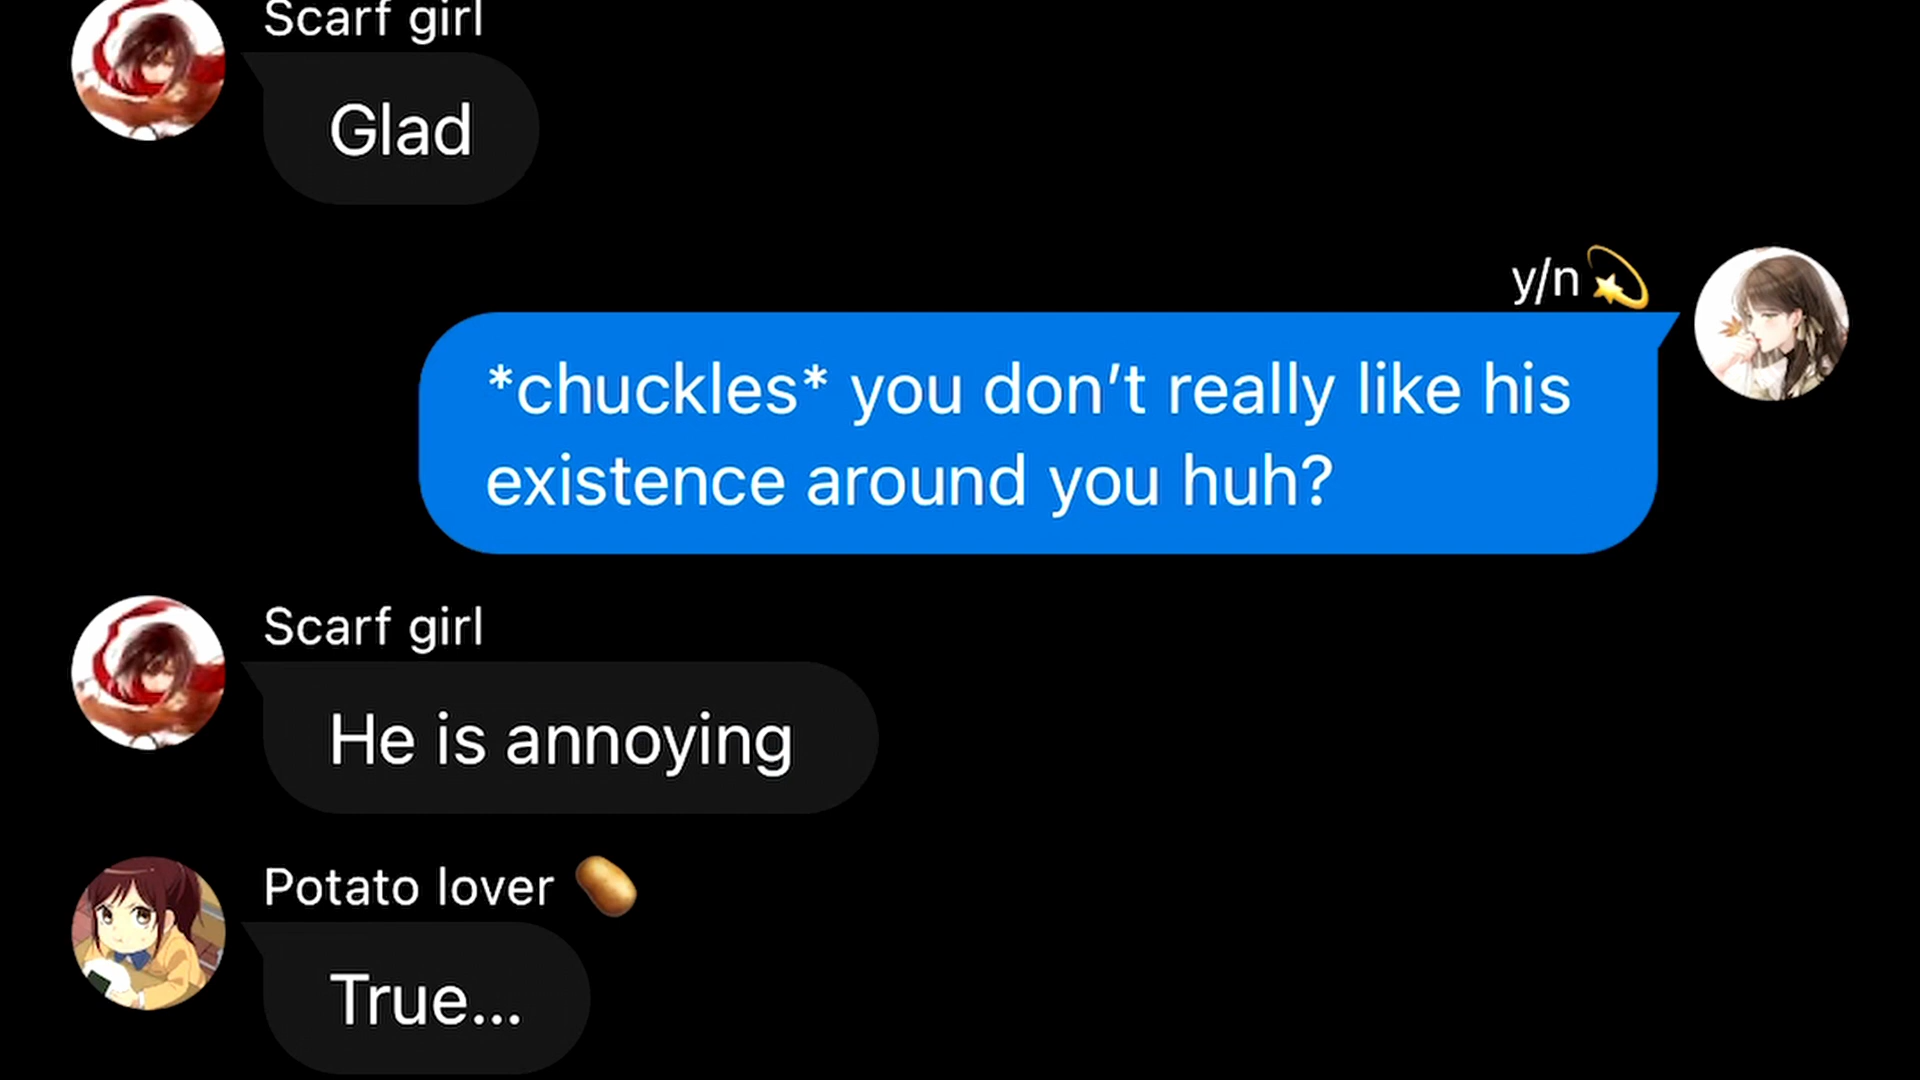 Scarf girl
Glad
y/n💫
*chuckles* you don’t really like his
existence around you huh?
Scarf girl
He is annoying
Potato lover 🥔
True...